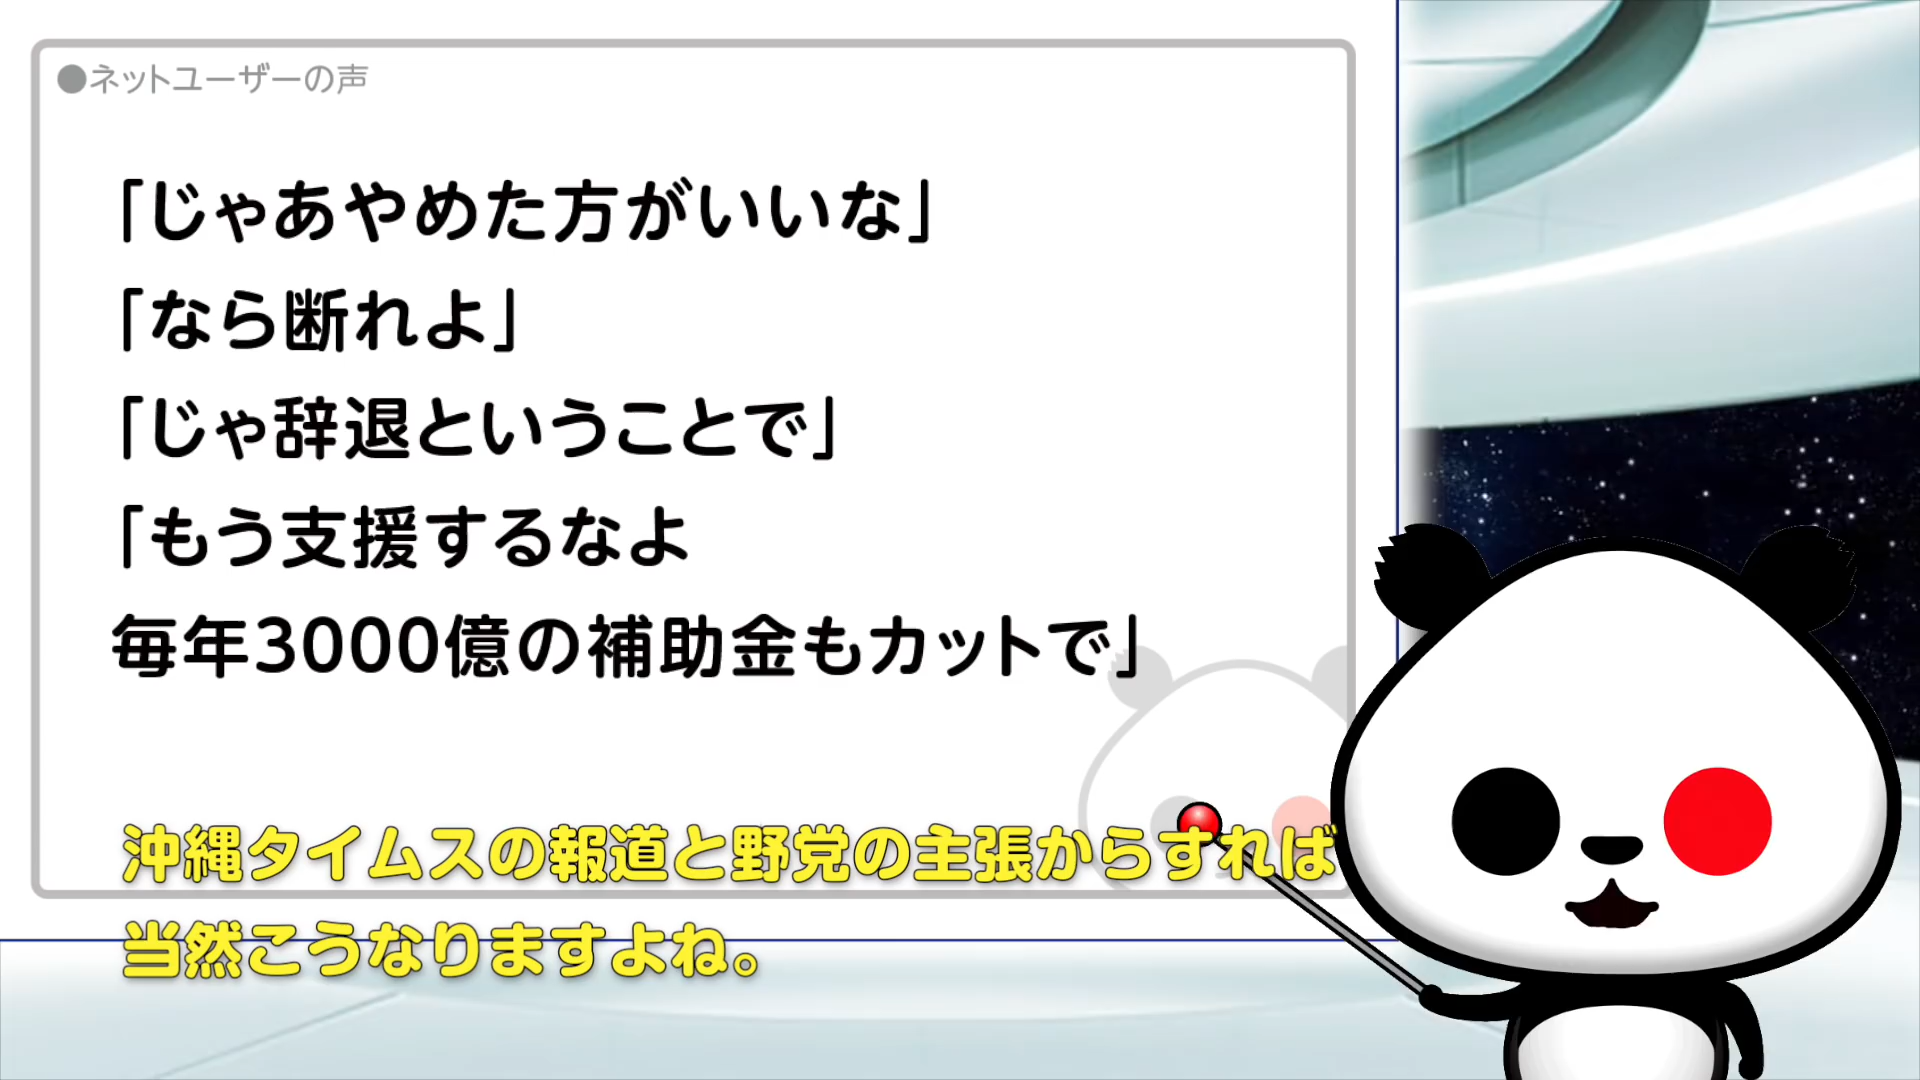 ●ネットユーザーの声
「じゃあやめた方がいいな」
「なら断れよ」
「じゃ辞退ということで」
「もう支援するなよ
毎年3000億の補助金もカットで」
沖縄タイムスの報道と野党の主張からすれば
当然こうなりますよね。